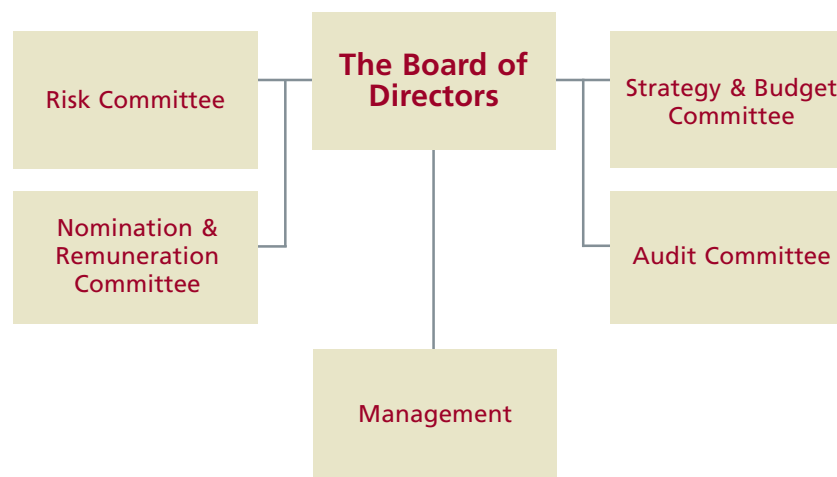 The Board of
Directors
Risk Committee
Strategy & Budget
Committee
Nomination &
Remuneration
Committee
Audit Committee
Management